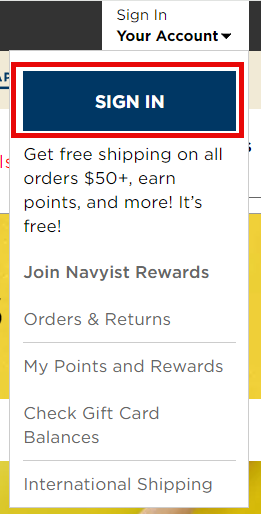 Sign In
Your Account
SIGN IN
Get free shipping on all
orders $50+, earn
points, and more! It's
free!
Join Navyist Rewards
Orders & Returns
My Points and Rewards
Check Gift Card
Balances
International Shipping